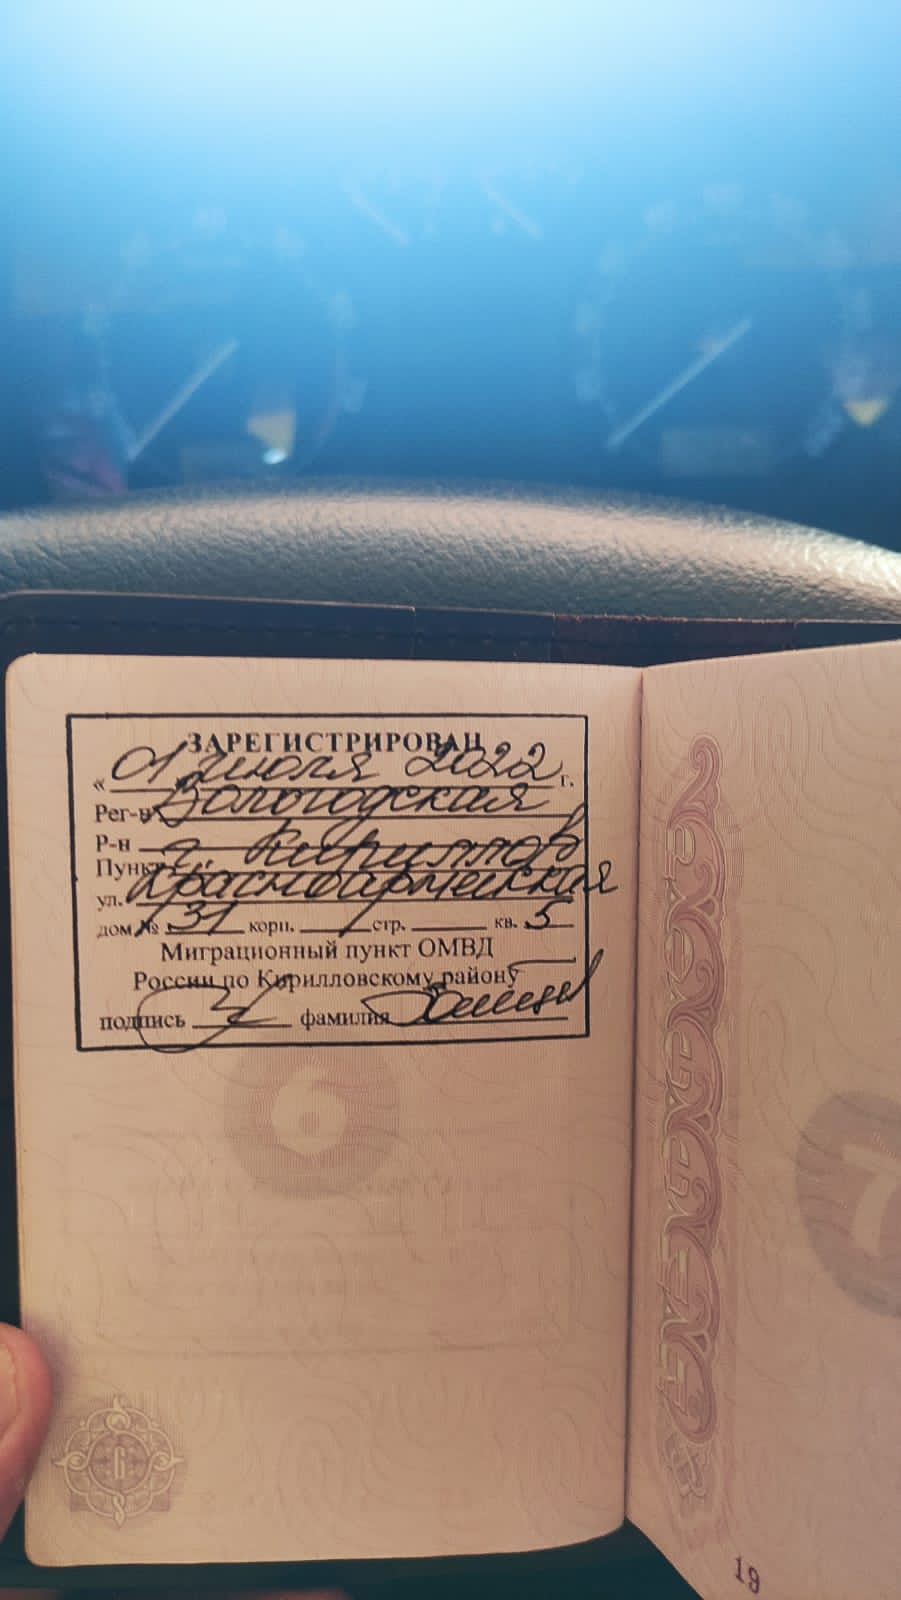 ЗАРЕГИСТРИРОВАН
« 01 » июля 2022 г.
Рег-н Вологодская
Р-н
Пункт г. Кириллов
ул. Красноармейская
дом № 31 корп. стр. кв. 5
Миграционный пункт ОМВД
России по Кирилловскому району
подпись фамилия
6
6
7
19